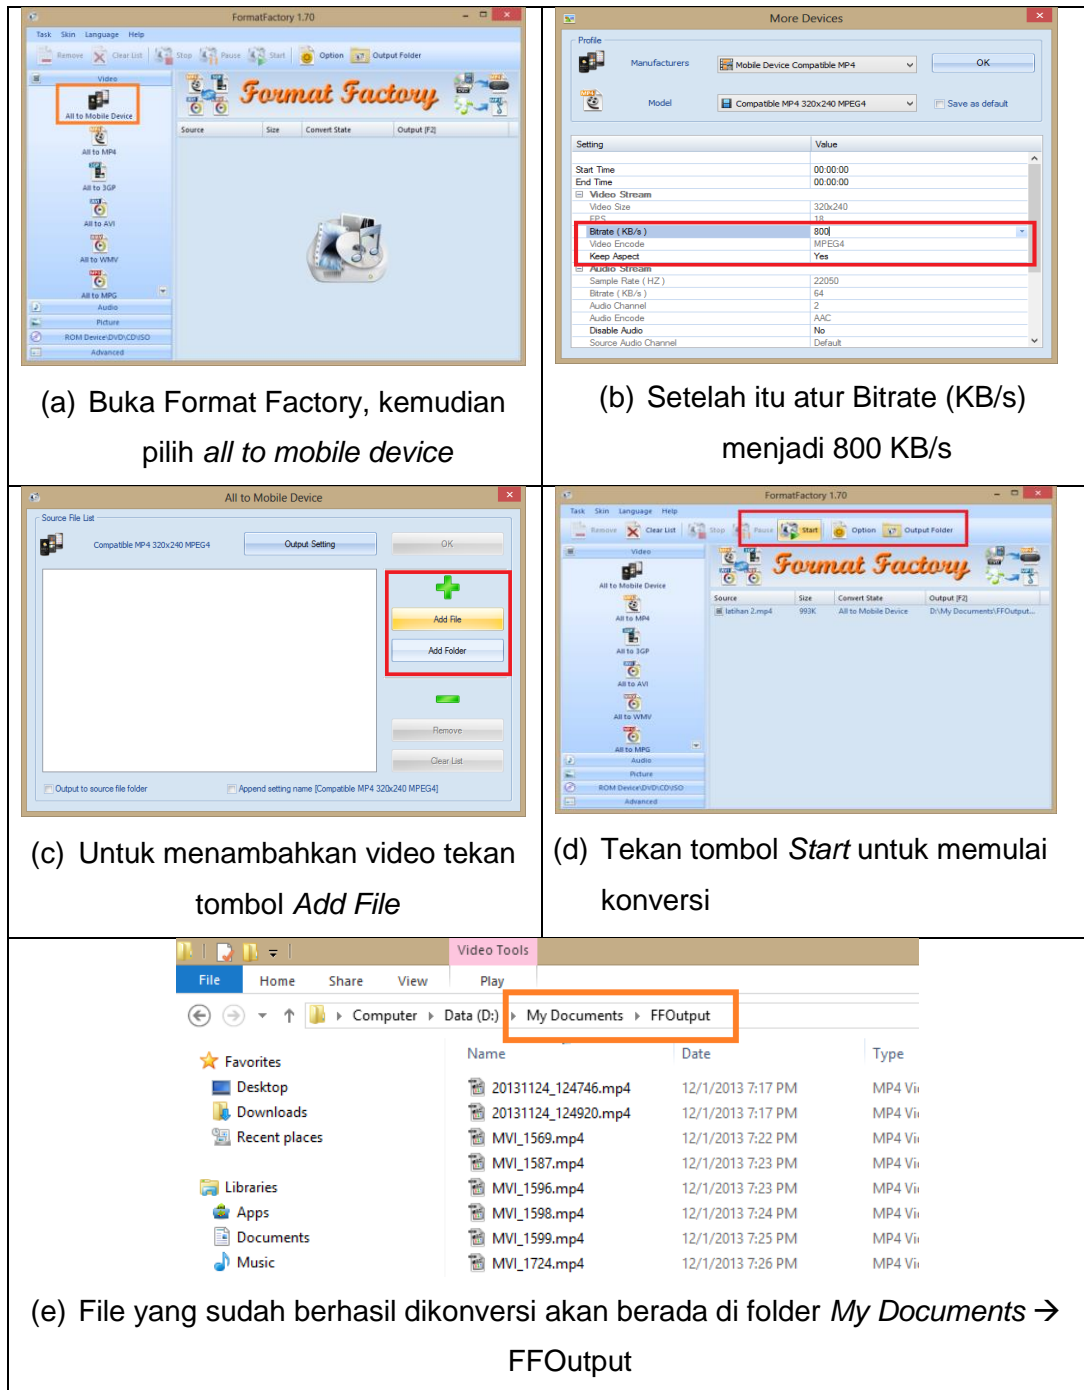 FormatFactory 1.70
Task Skin Language Help
Remove Clear List Stop Pause Start Option Output Folder
Video
Format Factory
All to Mobile Device
Source Size Convert State Output [F2]
All to MP4
All to 3GP
All to AVI
All to WMV
All to MPG
Audio
Picture
ROM Device\DVD\CD\ISO
Advanced
(a) Buka Format Factory, kemudian
pilih all to mobile device
More Devices
Profile
Manufacturers Mobile Device Compatible MP4 OK
Model Compatible MP4 320x240 MPEG4 Save as default
Setting Value
Start Time 00:00:00
End Time 00:00:00
Video Stream
Video Size 320x240
FPS 18
Bitrate ( KB/s ) 800
Video Encode MPEG4
Keep Aspect Yes
Audio Stream
Sample Rate ( HZ ) 22050
Bitrate ( KB/s ) 64
Audio Channel 2
Audio Encode AAC
Disable Audio No
Source Audio Channel Default
(b) Setelah itu atur Bitrate (KB/s)
menjadi 800 KB/s
All to Mobile Device
Source File List
Compatible MP4 320x240 MPEG4 Output Setting OK
Add File
Add Folder
Remove
Clear List
Output to source file folder Append setting name [Compatible MP4 320x240 MPEG4]
(c) Untuk menambahkan video tekan
tombol Add File
FormatFactory 1.70
Task Skin Language Help
Remove Clear List Stop Pause Start Option Output Folder
Video
Format Factory
All to Mobile Device
Source Size Convert State Output [F2]
latihan 2.mp4 993K All to Mobile Device D:\My Documents\FFOutput...
All to MP4
All to 3GP
All to AVI
All to WMV
All to MPG
Audio
Picture
ROM Device\DVD\CD\ISO
Advanced
(d) Tekan tombol Start untuk memulai
konversi
Video Tools
File Home Share View Play
Computer Data (D:) My Documents FFOutput
Name Date Type
Favorites
Desktop
Downloads
Recent places
Libraries
Apps
Documents
Music
20131124_124746.mp4 12/1/2013 7:17 PM MP4 Vi
20131124_124920.mp4 12/1/2013 7:17 PM MP4 Vi
MVI_1569.mp4 12/1/2013 7:22 PM MP4 Vi
MVI_1587.mp4 12/1/2013 7:23 PM MP4 Vi
MVI_1596.mp4 12/1/2013 7:23 PM MP4 Vi
MVI_1598.mp4 12/1/2013 7:24 PM MP4 Vi
MVI_1599.mp4 12/1/2013 7:25 PM MP4 Vi
MVI_1724.mp4 12/1/2013 7:26 PM MP4 Vi
(e) File yang sudah berhasil dikonversi akan berada di folder My Documents →
FFOutput